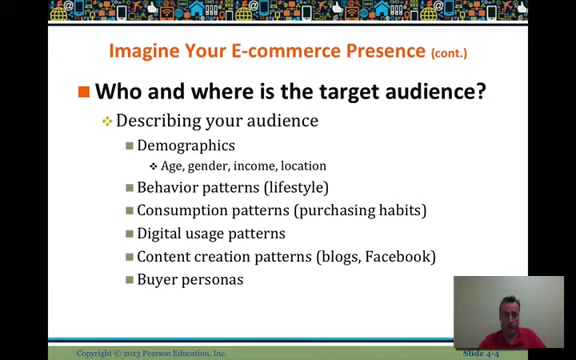 Imagine Your E-commerce Presence (cont.)
Who and where is the target audience?
Describing your audience
Demographics
Age, gender, income, location
Behavior patterns (lifestyle)
Consumption patterns (purchasing habits)
Digital usage patterns
Content creation patterns (blogs, Facebook)
Buyer personas
Copyright © 2013 Pearson Education, Inc.
Slide 4-4